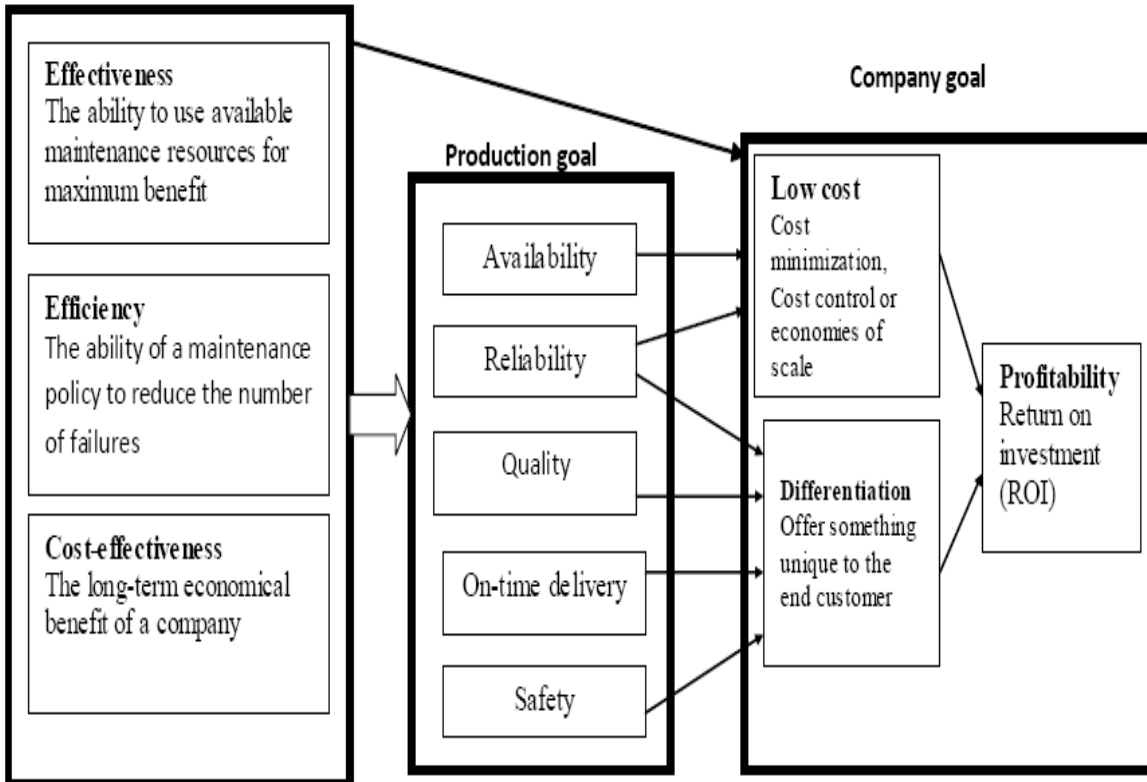 Effectiveness
The ability to use available
maintenance resources for
maximum benefit
Efficiency
The ability of a maintenance
policy to reduce the number
of failures
Cost-effectiveness
The long-term economical
benefit of a company
Production goal
Availability
Reliability
Quality
On-time delivery
Safety
Company goal
Low cost
Cost
minimization,
Cost control or
economies of
scale
Differentiation
Offer something
unique to the
end customer
Profitability
Return on
investment
(ROI)